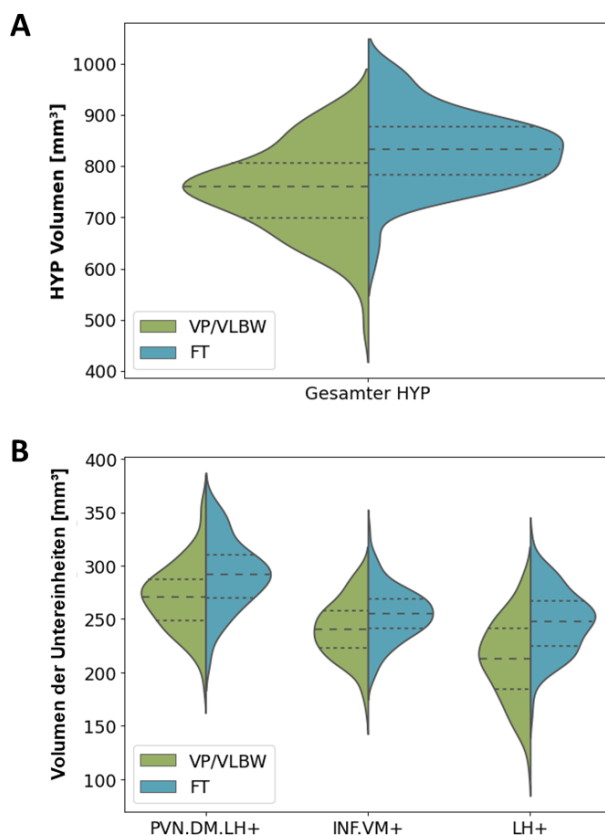 A
HYP Volumen [mm³]
1000
900
800
700
600
500
400
VP/VLBW
FT
Gesamter HYP
B
Volumen der Untereinheiten [mm³]
400
350
300
250
200
150
100
VP/VLBW
FT
PVN.DM.LH+ INF.VM+ LH+